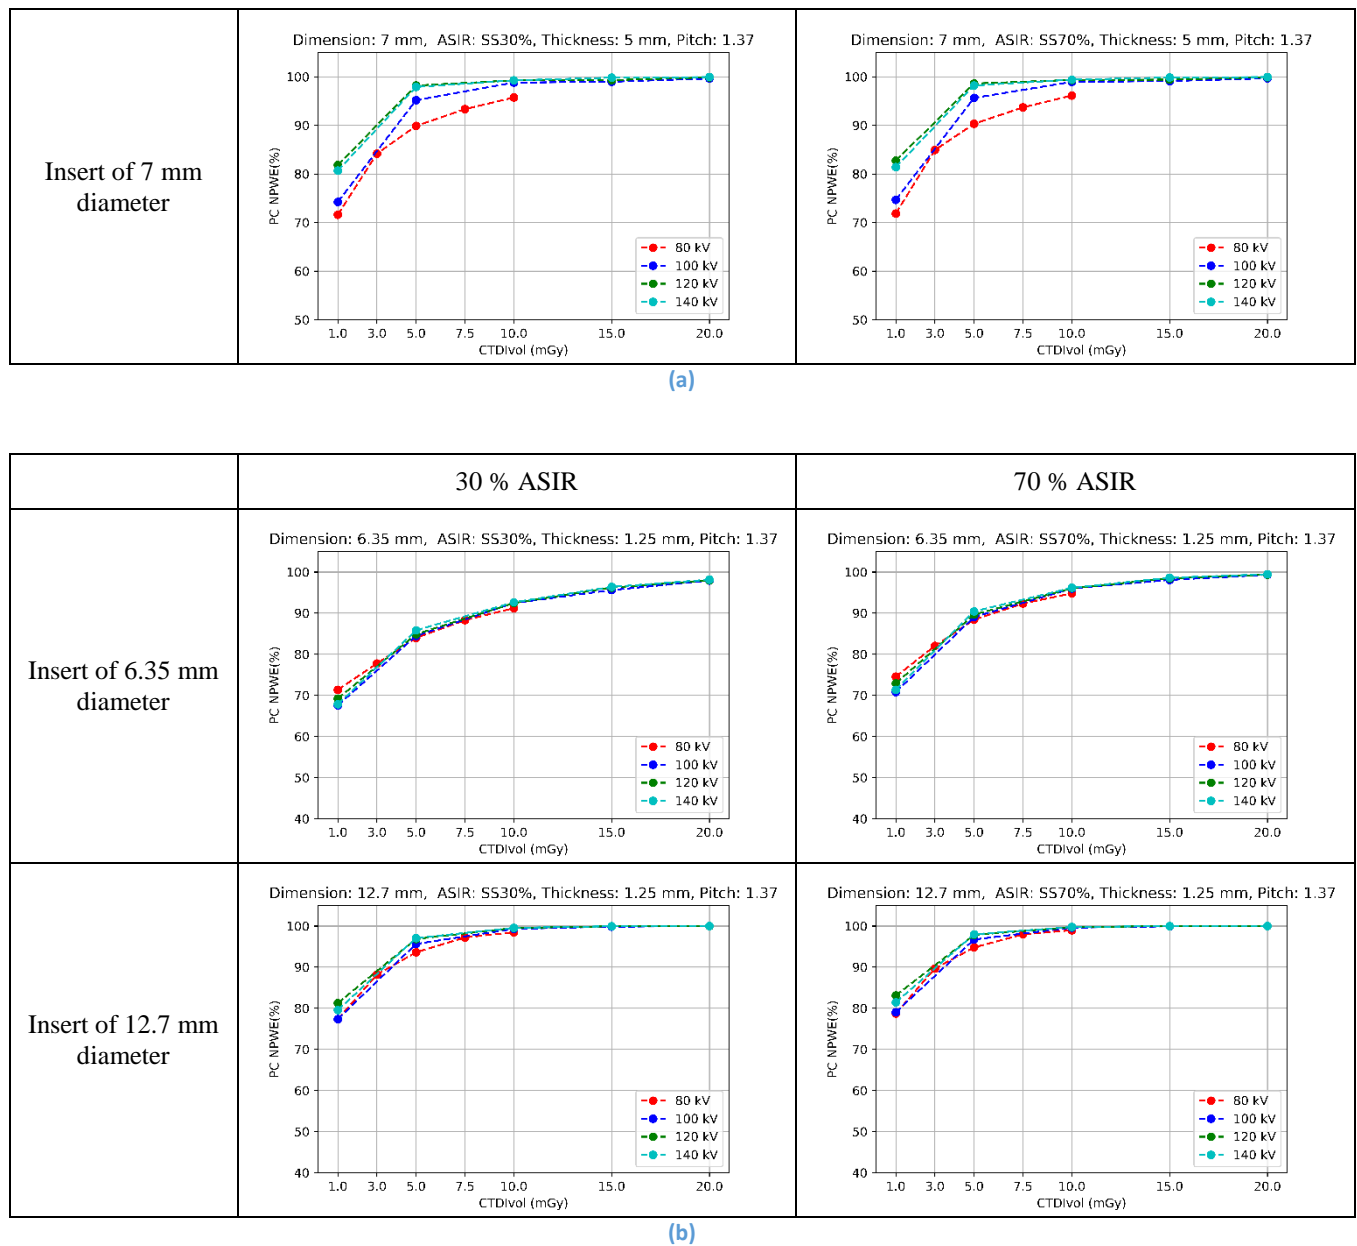 Insert of 7 mm
diameter
Dimension: 7 mm, ASIR: SS30%, Thickness: 5 mm, Pitch: 1.37
PC NPWE(%)
100
90
80
70
60
50
80 kV
100 kV
120 kV
140 kV
1.0 3.0 5.0 7.5 10.0 15.0 20.0
CTDIvol (mGy)
Dimension: 7 mm, ASIR: SS70%, Thickness: 5 mm, Pitch: 1.37
PC NPWE(%)
100
90
80
70
60
50
80 kV
100 kV
120 kV
140 kV
1.0 3.0 5.0 7.5 10.0 15.0 20.0
CTDIvol (mGy)
(a)
30 % ASIR
70 % ASIR
Insert of 6.35 mm
diameter
Dimension: 6.35 mm, ASIR: SS30%, Thickness: 1.25 mm, Pitch: 1.37
PC NPWE(%)
100
90
80
70
60
50
40
80 kV
100 kV
120 kV
140 kV
1.0 3.0 5.0 7.5 10.0 15.0 20.0
CTDIvol (mGy)
Dimension: 6.35 mm, ASIR: SS70%, Thickness: 1.25 mm, Pitch: 1.37
PC NPWE(%)
100
90
80
70
60
50
40
80 kV
100 kV
120 kV
140 kV
1.0 3.0 5.0 7.5 10.0 15.0 20.0
CTDIvol (mGy)
Insert of 12.7 mm
diameter
Dimension: 12.7 mm, ASIR: SS30%, Thickness: 1.25 mm, Pitch: 1.37
PC NPWE(%)
100
90
80
70
60
50
40
80 kV
100 kV
120 kV
140 kV
1.0 3.0 5.0 7.5 10.0 15.0 20.0
CTDIvol (mGy)
Dimension: 12.7 mm, ASIR: SS70%, Thickness: 1.25 mm, Pitch: 1.37
PC NPWE(%)
100
90
80
70
60
50
40
80 kV
100 kV
120 kV
140 kV
1.0 3.0 5.0 7.5 10.0 15.0 20.0
CTDIvol (mGy)
(b)